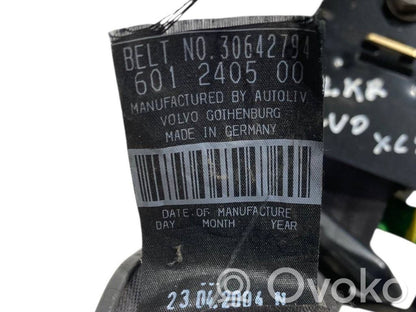 BELT NO.30642794
601 2405 00
MANUFACTURED BY AUTOLIV
VOLVO GOTHENBURG
MADE IN GERMANY
DATE OF MANUFACTURE
DAY MONTH YEAR
23.04.2004 N
Ovoko